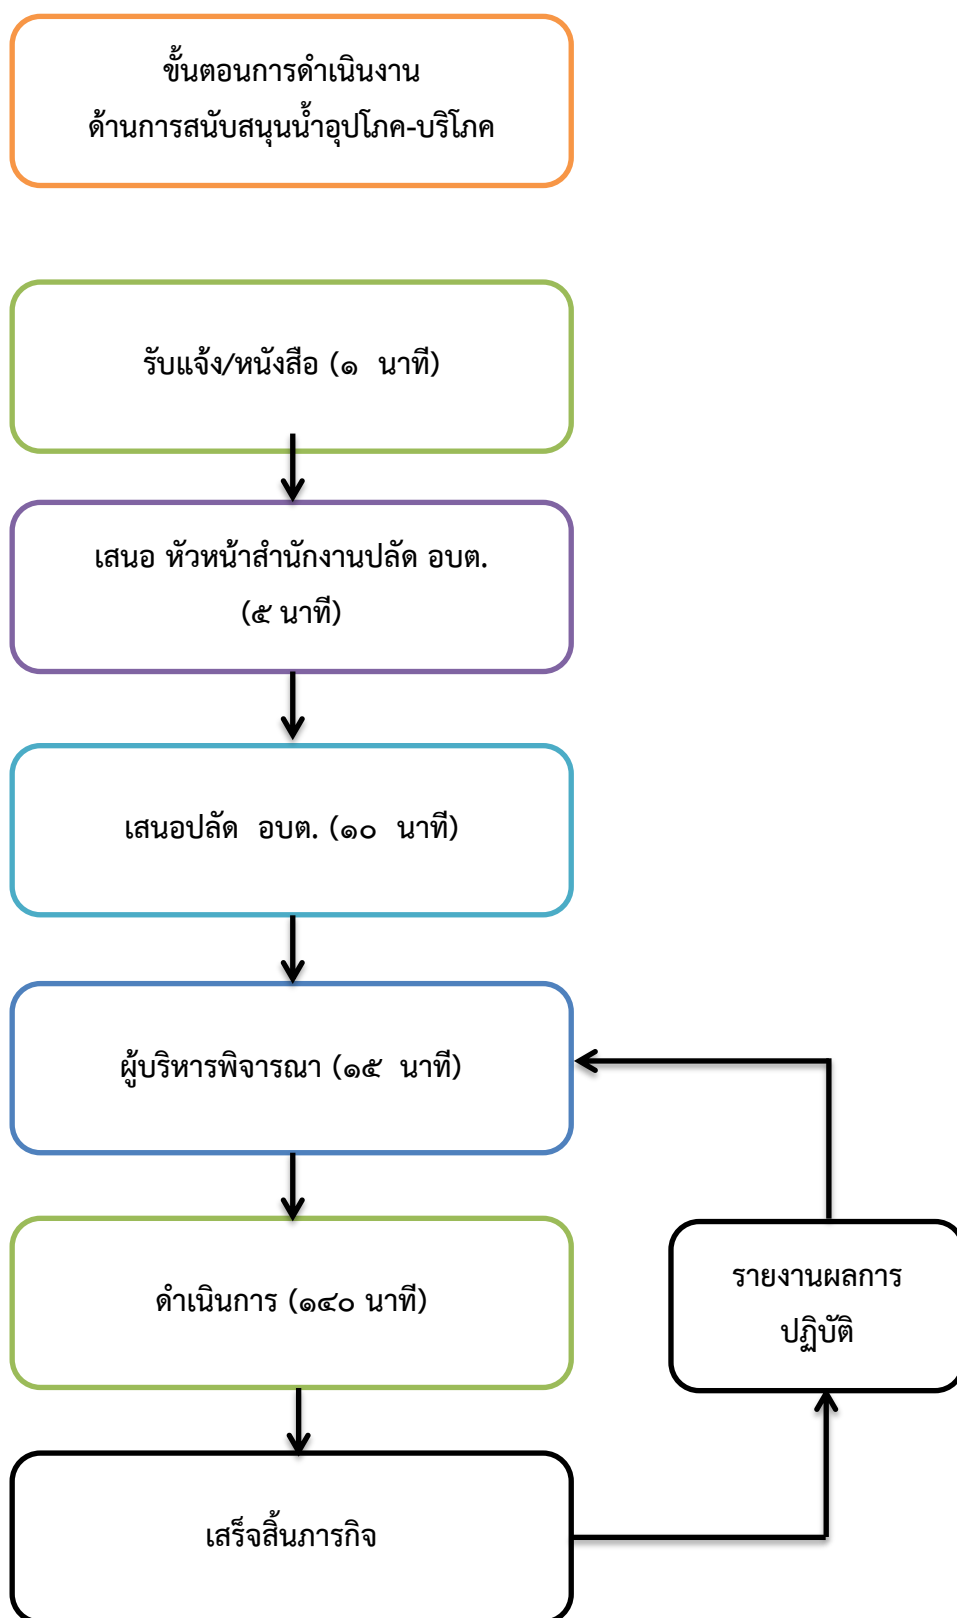 ขั้นตอนการดำเนินงาน
ด้านการสนับสนุนน้ำอุปโภค-บริโภค
รับแจ้ง/หนังสือ (๑ นาที)
เสนอ หัวหน้าสำนักงานปลัด อบต.
(๕ นาที)
เสนอปลัด อบต. (๑๐ นาที)
ผู้บริหารพิจารณา (๑๕ นาที)
ดำเนินการ (๑๔๐ นาที)
รายงานผลการ
ปฏิบัติ
เสร็จสิ้นภารกิจ